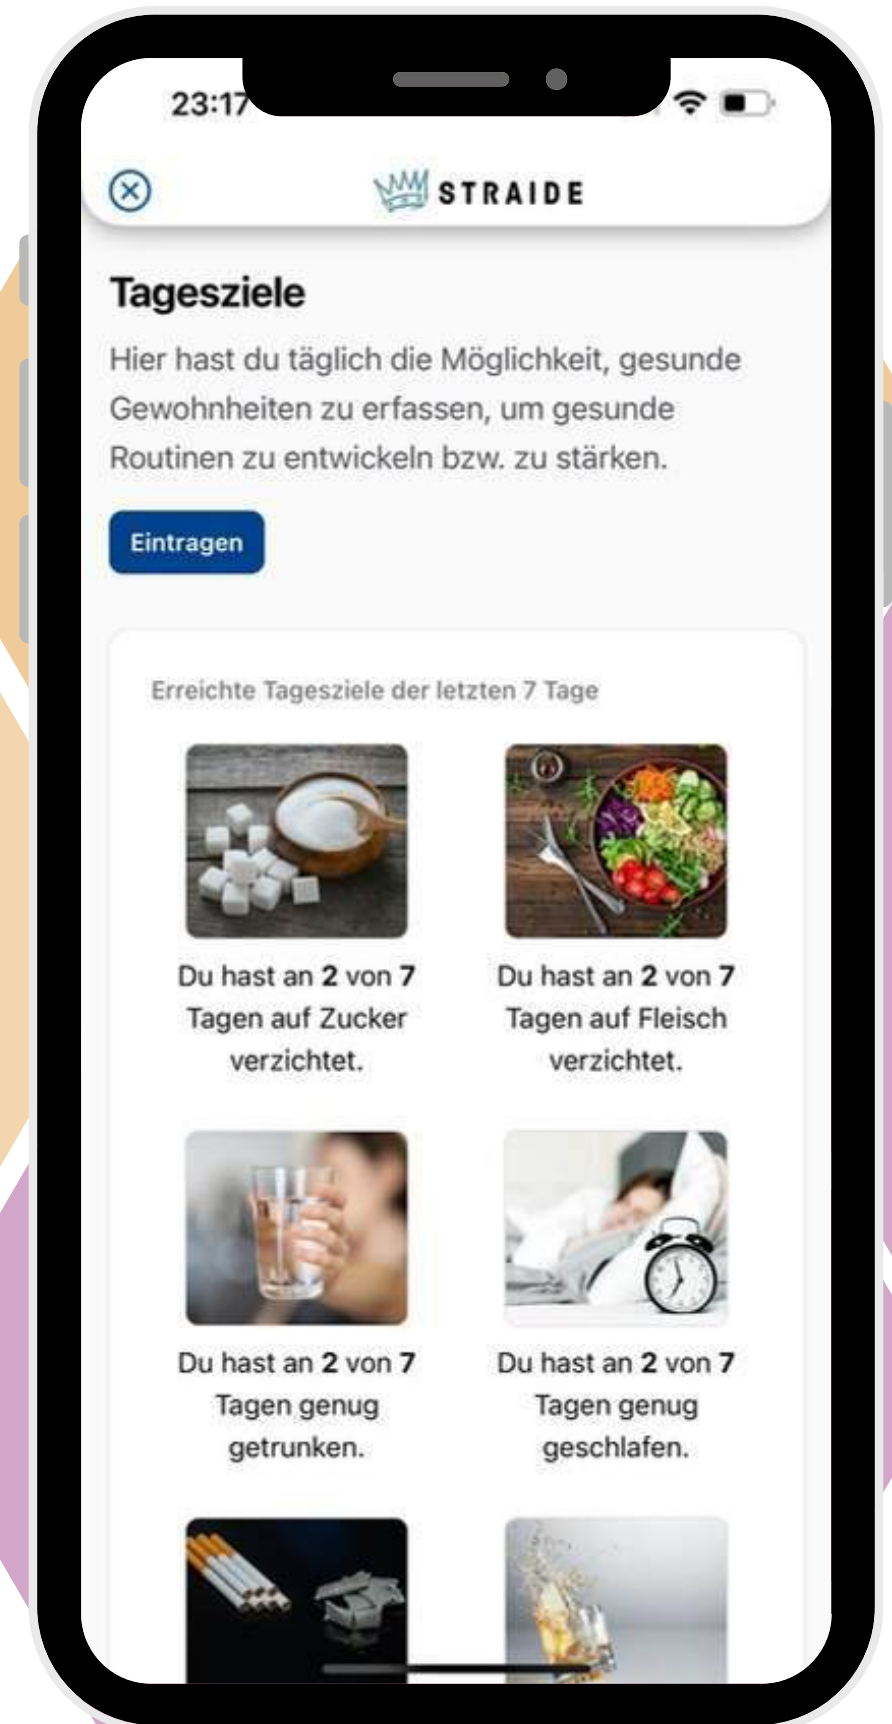 23:17
STRAIDE
Tagesziele
Hier hast du täglich die Möglichkeit, gesunde
Gewohnheiten zu erfassen, um gesunde
Routinen zu entwickeln bzw. zu stärken.
Eintragen
Erreichte Tagesziele der letzten 7 Tage
Du hast an 2 von 7
Tagen auf Zucker
verzichtet.
Du hast an 2 von 7
Tagen auf Fleisch
verzichtet.
Du hast an 2 von 7
Tagen genug
getrunken.
Du hast an 2 von 7
Tagen genug
geschlafen.